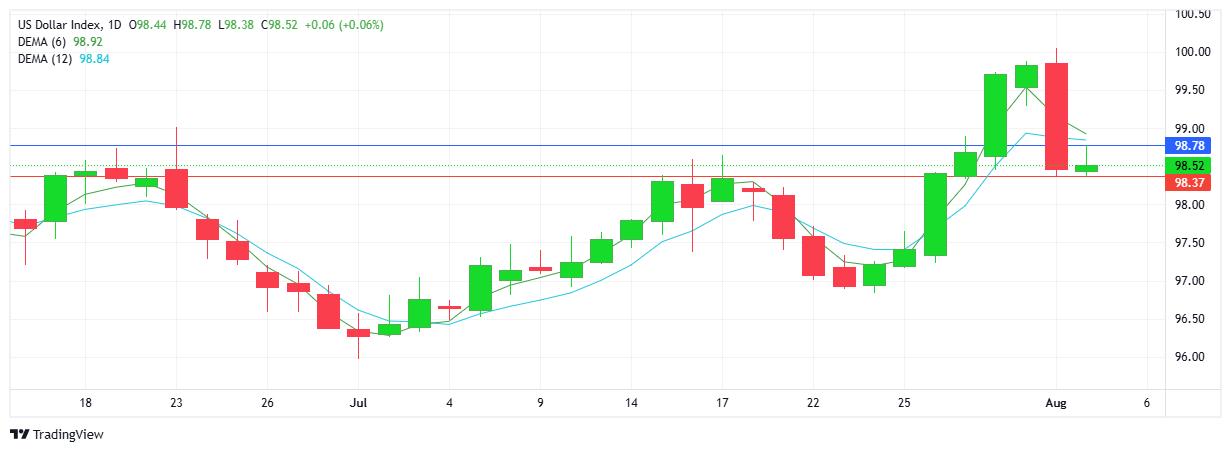 US Dollar Index, 1D O98.44 H98.78 L98.38 C98.52 +0.06 (+0.06%)
DEMA (6) 98.92
DEMA (12) 98.84
100.50
100.00
99.50
99.00
98.78
98.52
98.37
98.00
97.50
97.00
96.50
96.00
18 23 26 Jul 4 9 14 17 22 25 Aug 6
TradingView